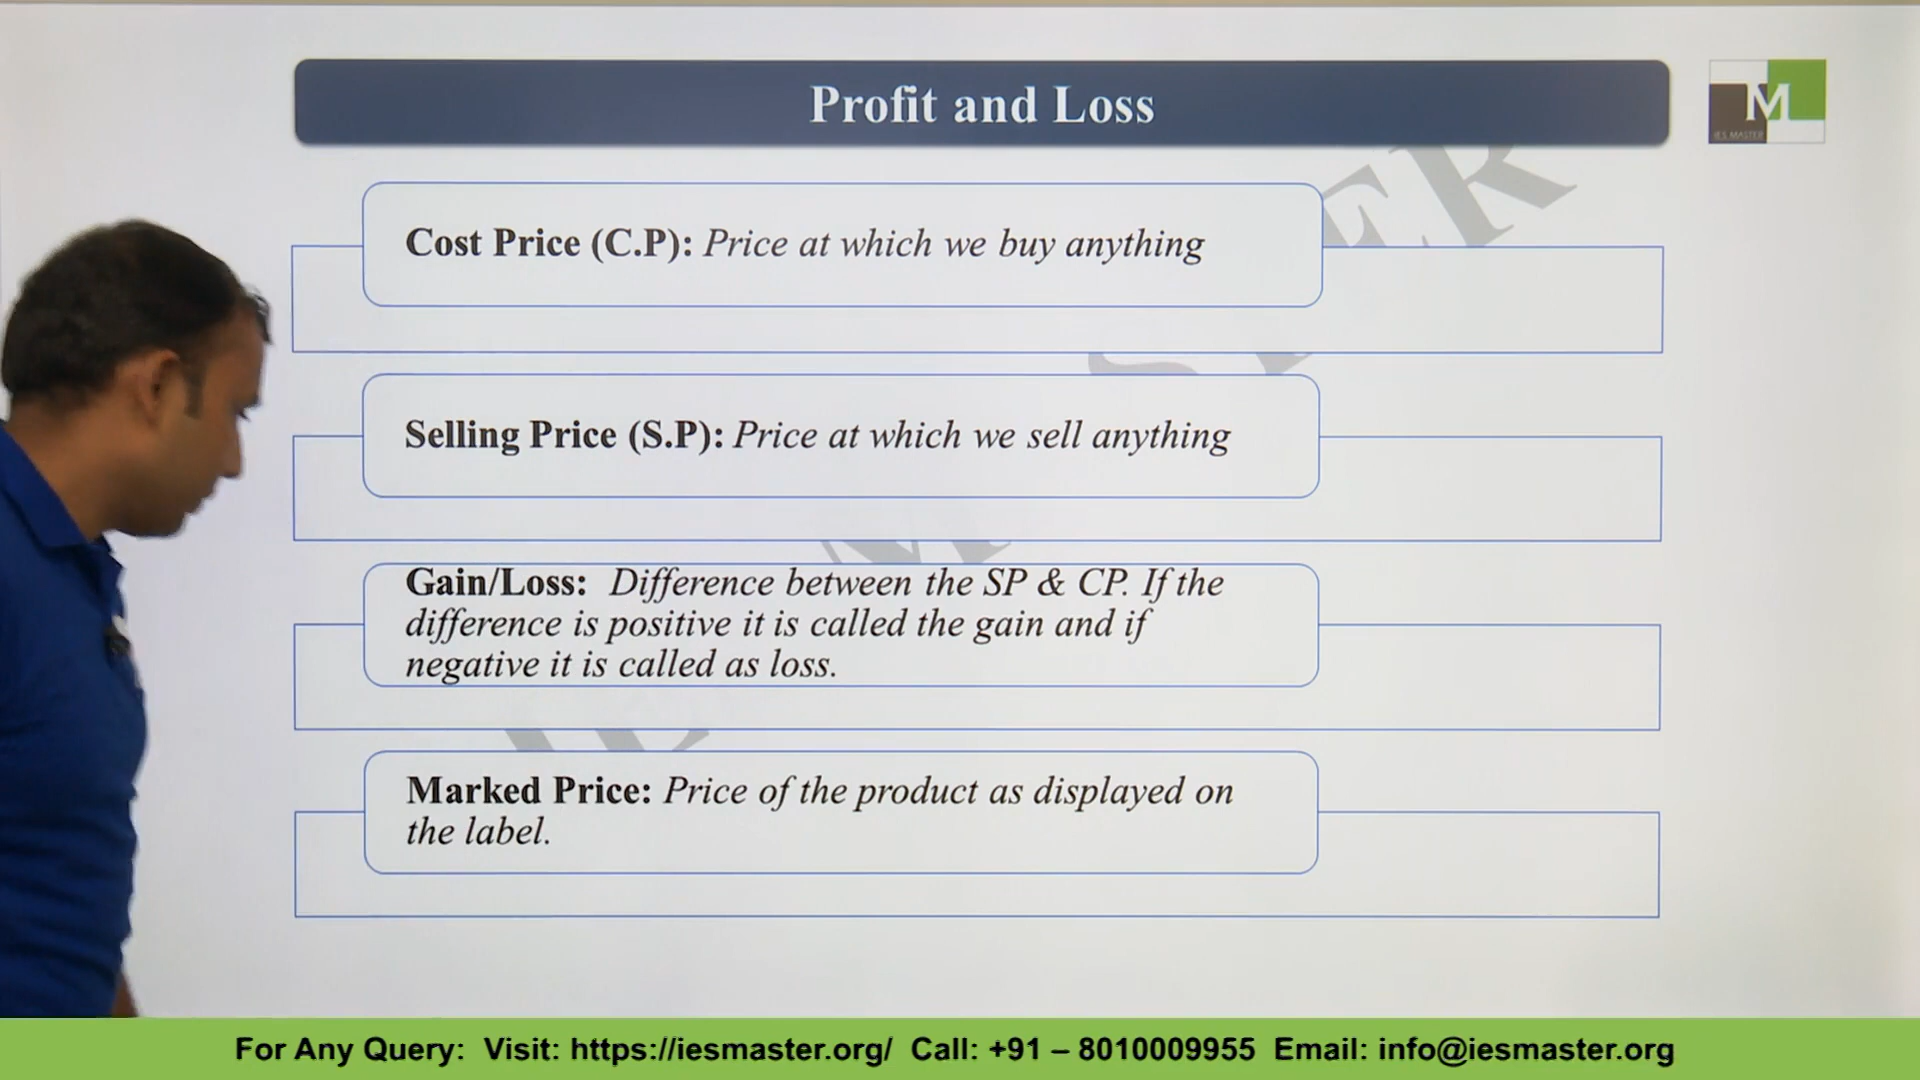 Profit and Loss
M
IES MASTER
Cost Price (C.P): Price at which we buy anything
Selling Price (S.P): Price at which we sell anything
Gain/Loss: Difference between the SP & CP. If the
difference is positive it is called the gain and if
negative it is called as loss.
Marked Price: Price of the product as displayed on
the label.
For Any Query: Visit: https://iesmaster.org/ Call: +91 – 8010009955 Email: info@iesmaster.org